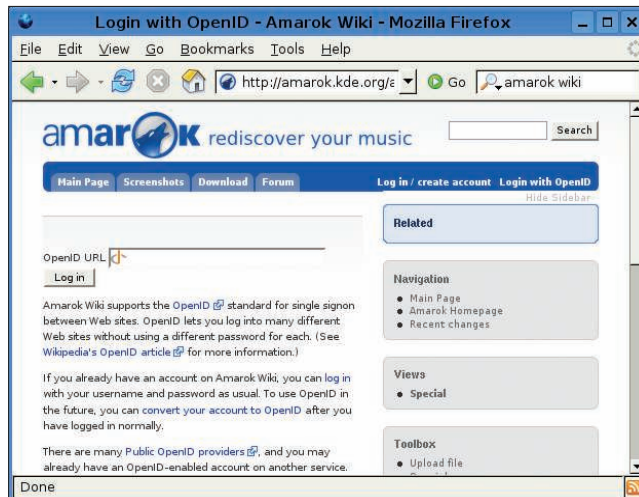 Login with OpenID - Amarok Wiki - Mozilla Firefox
File Edit View Go Bookmarks Tools Help
http://amarok.kde.org/ Go amarok wiki
amarok rediscover your music
Search
Main Page Screenshots Download Forum Log in / create account Login with OpenID
Hide Sidebar
OpenID URL
Log in
Amarok Wiki supports the OpenID standard for single signon
between Web sites. OpenID lets you log into many different
Web sites without using a different password for each. (See
Wikipedia's OpenID article for more information.)
If you already have an account on Amarok Wiki, you can log in
with your username and password as usual. To use OpenID in
the future, you can convert your account to OpenID after you
have logged in normally.
There are many Public OpenID providers, and you may
already have an OpenID-enabled account on another service.
Related
Navigation
Main Page
Amarok Homepage
Recent changes
Views
Special
Toolbox
Upload file
Done